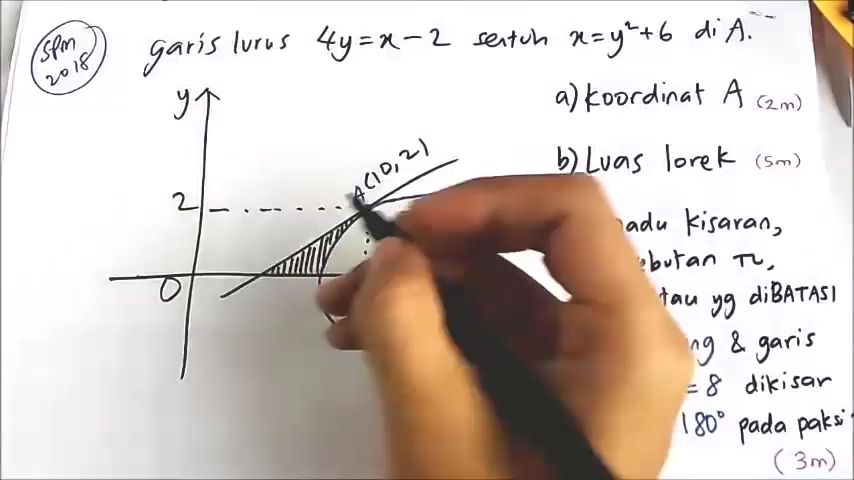 SPM
2018
garis lurus 4y=x-2 sentuh x=y²+6 di A.
y
a) Koordinat A (2m)
A(10,2)
b) Luas lorek (5m)
2
0
kisaran,
π,
yg diBATASI
& garis
=8 dikisar
180° pada
(3m)